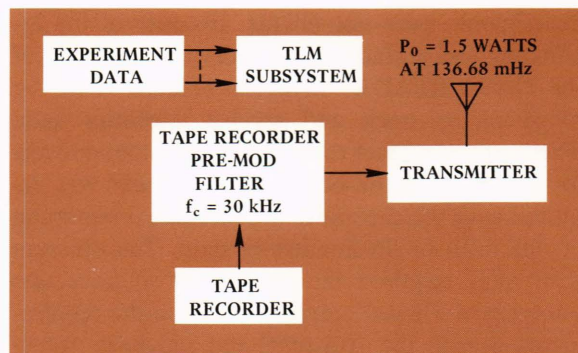 EXPERIMENT
DATA
TLM
SUBSYSTEM
P₀ = 1.5 WATTS
AT 136.68 mHz
TAPE RECORDER
PRE-MOD
FILTER
f_c = 30 kHz
TRANSMITTER
TAPE
RECORDER